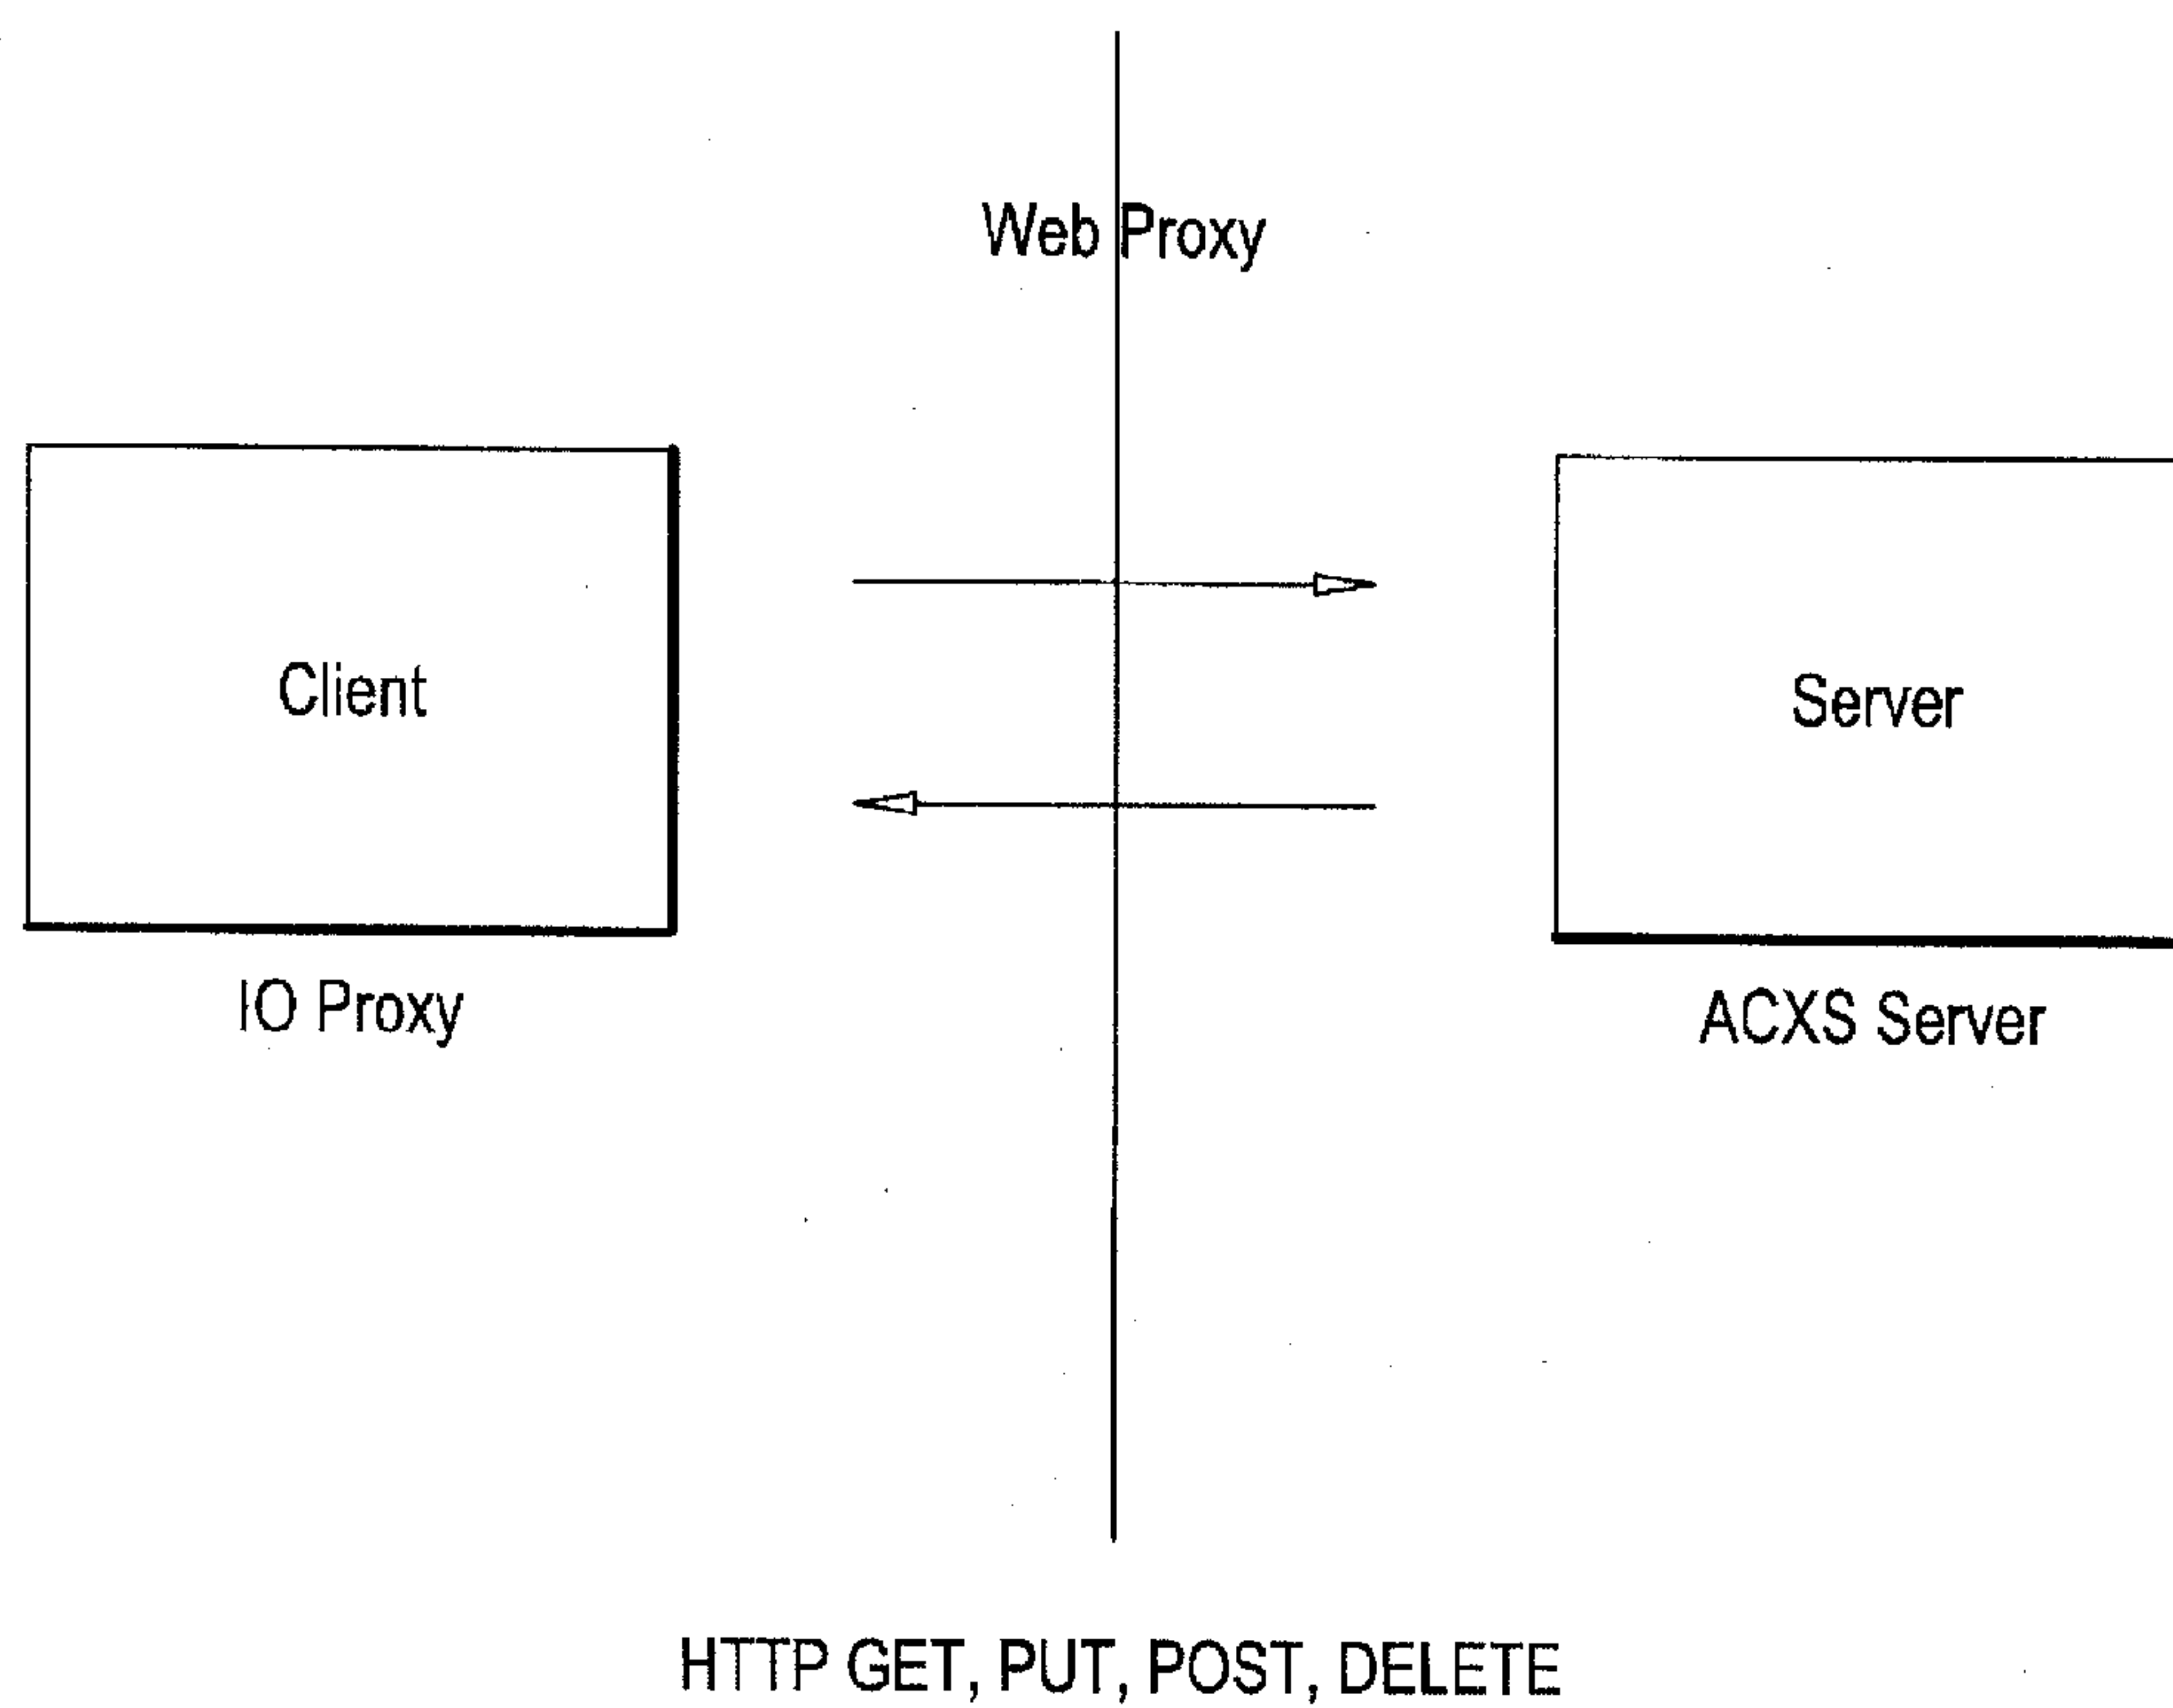 Web Proxy
Client
Server
IO Proxy
ACXS Server
HTTP GET, PUT, POST, DELETE